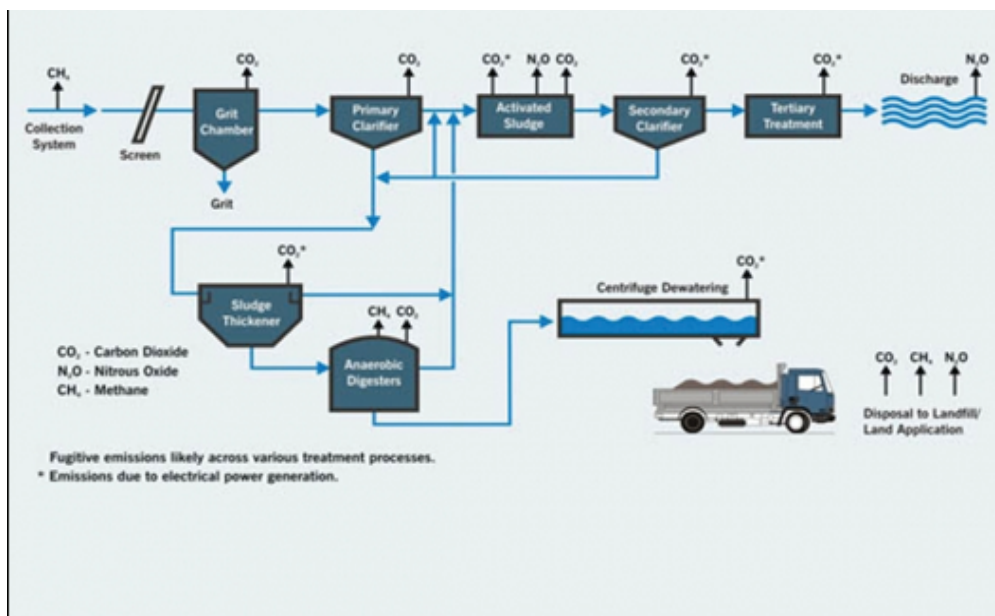 CH₄
CO₂
CO₂
CO₂*
N₂O
CO₂
CO₂*
CO₂*
Discharge
N₂O
Collection
System
Screen
Grit
Chamber
Primary
Clarifier
Activated
Sludge
Secondary
Clarifier
Tertiary
Treatment
Grit
CO₂*
Sludge
Thickener
CH₄
CO₂
Anaerobic
Digesters
Centrifuge Dewatering
CO₂*
CO₂ - Carbon Dioxide
N₂O - Nitrous Oxide
CH₄ - Methane
CO₂
CH₄
N₂O
Disposal to Landfill/
Land Application
Fugitive emissions likely across various treatment processes.
* Emissions due to electrical power generation.